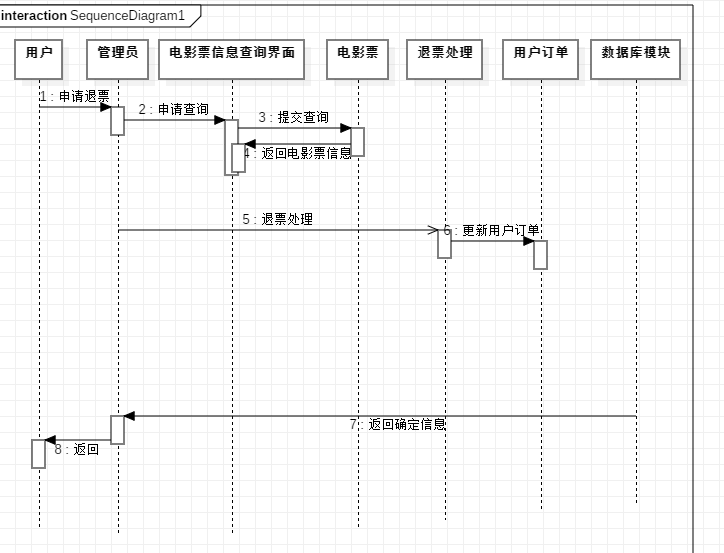 interaction SequenceDiagram1
用户 管理员 电影票信息查询界面 电影票 退票处理 用户订单 数据库模块
1 : 申请退票
2 : 申请查询
3 : 提交查询
4 : 返回电影票信息
5 : 退票处理
6 : 更新用户订单
7 : 返回确定信息
8 : 返回